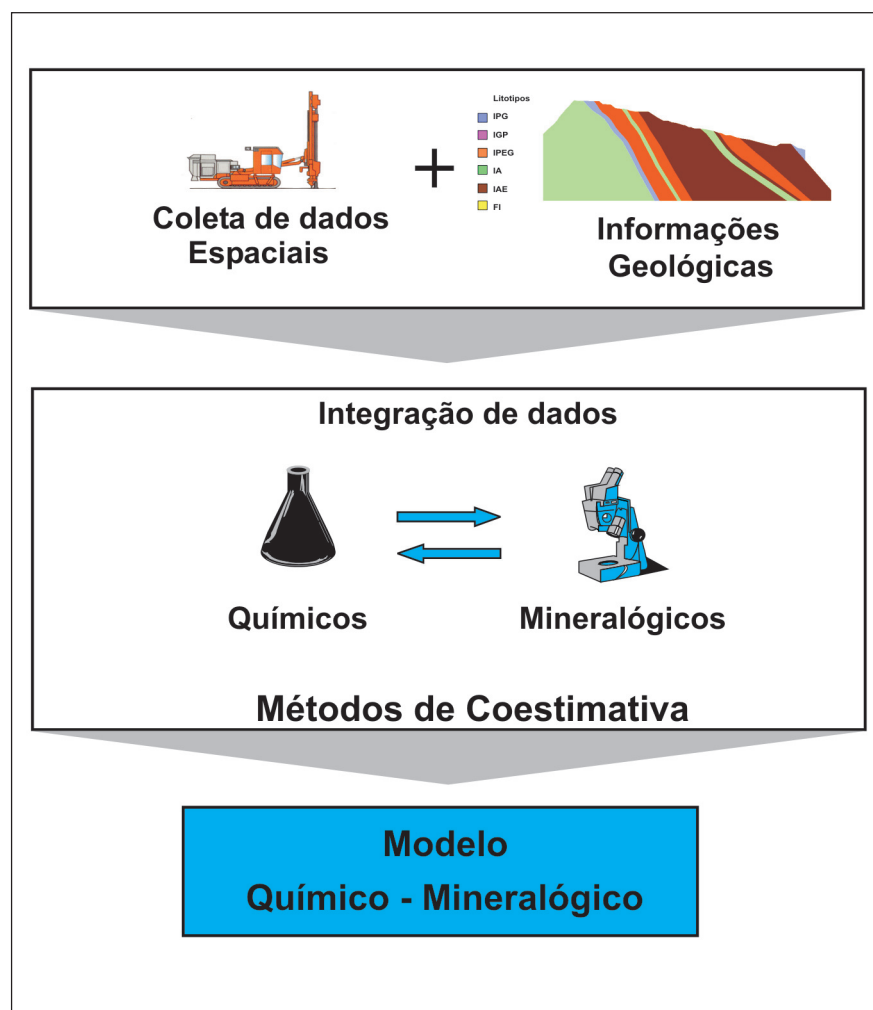 Litotipos
IPG
IGP
IPEG
IA
IAE
FI
+
Coleta de dados
Espaciais
Informações
Geológicas
Integração de dados
Químicos
Mineralógicos
Métodos de Coestimativa
Modelo
Químico - Mineralógico